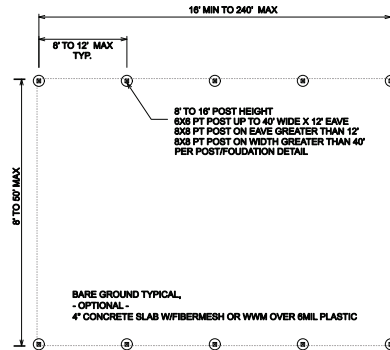 16' MIN TO 240' MAX
8' TO 12' MAX
TYP.
8' TO 16' POST HEIGHT
6X6 PT POST UP TO 40' WIDE X 12' EAVE
8X8 PT POST ON EAVE GREATER THAN 12'
8X8 PT POST ON WIDTH GREATER THAN 40'
PER POST/FOUDATION DETAIL
8' TO 50' MAX
BARE GROUND TYPICAL,
- OPTIONAL -
4" CONCRETE SLAB W/FIBERMESH OR WWM OVER 6MIL PLASTIC